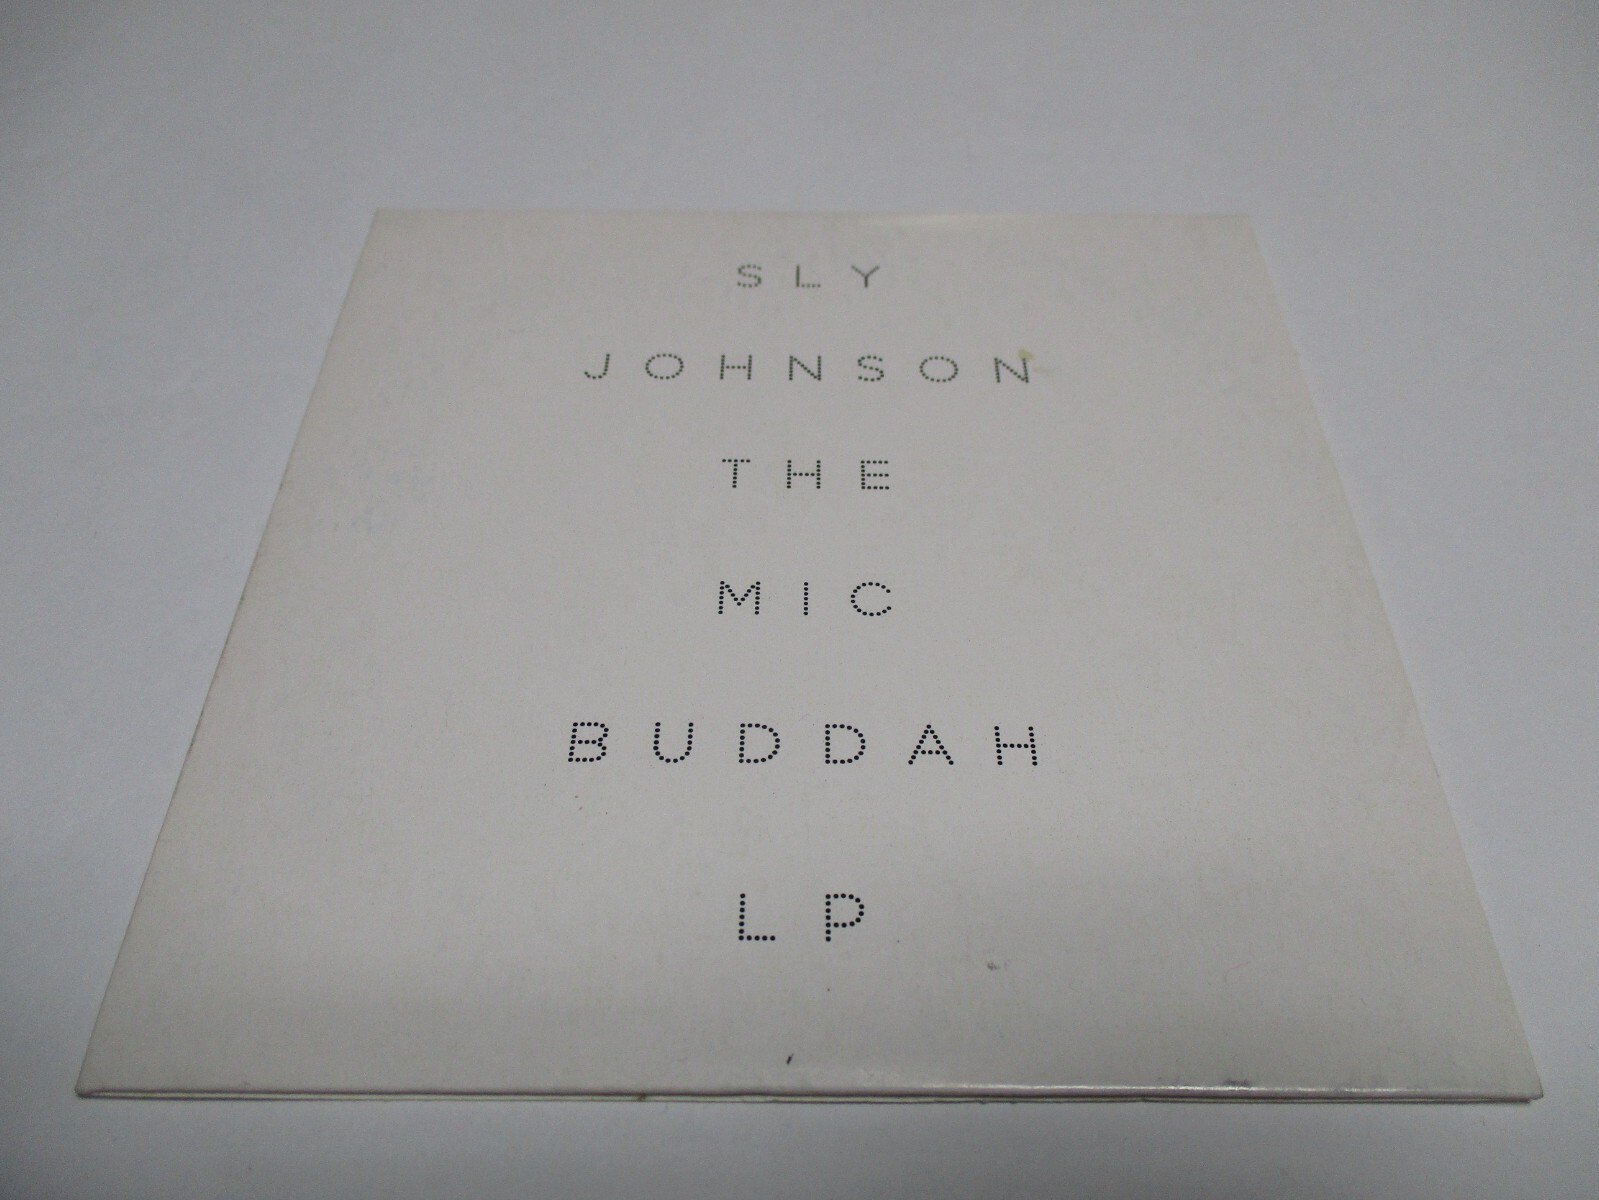 SLY
JOHNSON
THE
MIC
BUDDAH
LP